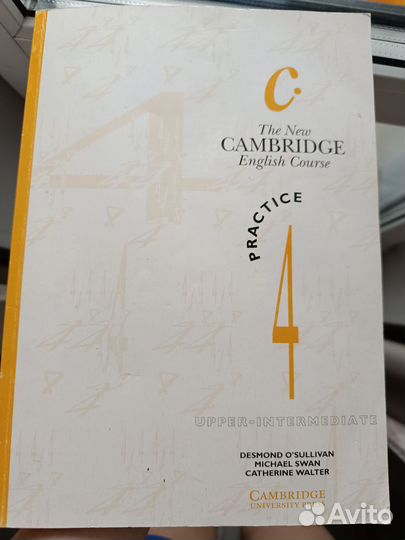 c.
The New
CAMBRIDGE
English Course
PRACTICE
4
UPPER-INTERMEDIATE
DESMOND O'SULLIVAN
MICHAEL SWAN
CATHERINE WALTER
CAMBRIDGE
UNIVERSITY PRESS
Avito